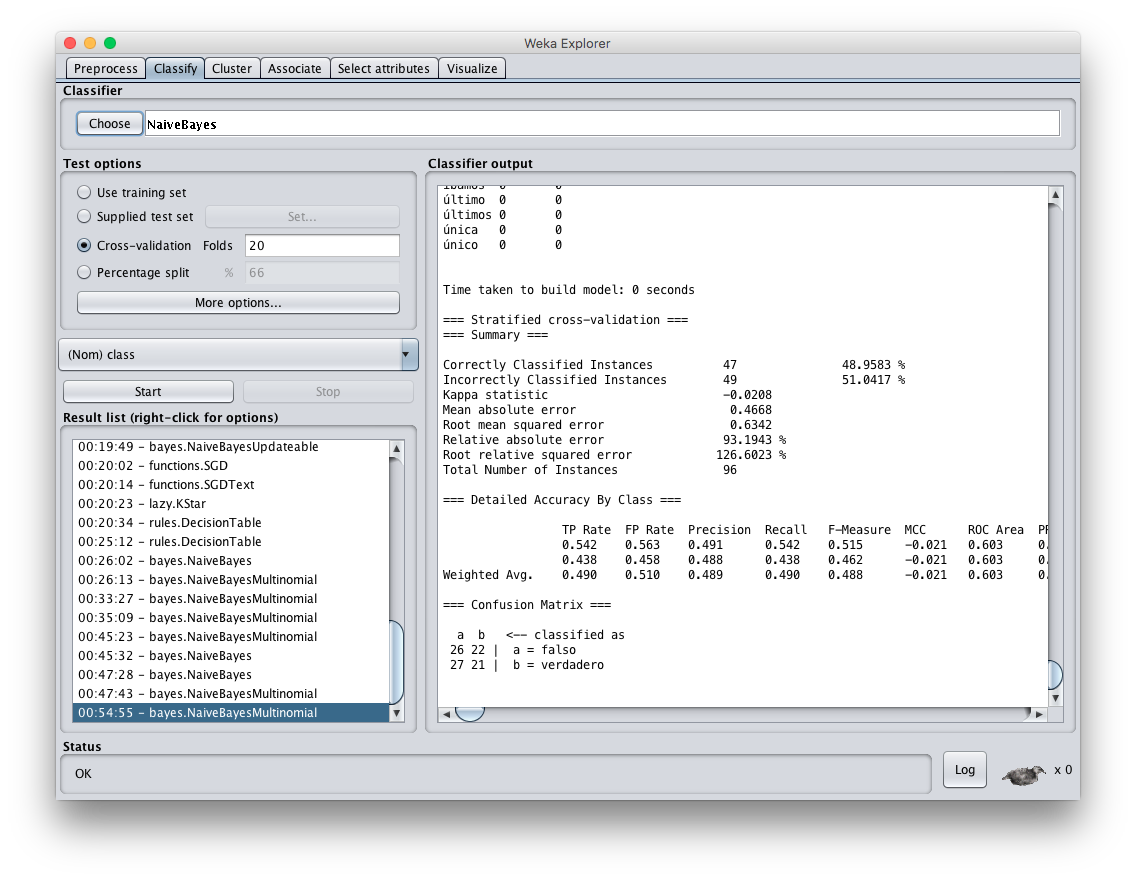 Weka Explorer
Preprocess Classify Cluster Associate Select attributes Visualize
Classifier
Choose NaiveBayes
Test options
Use training set
Supplied test set Set...
Cross-validation Folds 20
Percentage split % 66
More options...
(Nom) class
Start Stop
Result list (right-click for options)
00:19:49 – bayes.NaiveBayesUpdateable
00:20:02 – functions.SGD
00:20:14 – functions.SGDText
00:20:23 – lazy.KStar
00:20:34 – rules.DecisionTable
00:25:12 – rules.DecisionTable
00:26:02 – bayes.NaiveBayes
00:26:13 – bayes.NaiveBayesMultinomial
00:33:27 – bayes.NaiveBayesMultinomial
00:35:09 – bayes.NaiveBayesMultinomial
00:45:23 – bayes.NaiveBayesMultinomial
00:45:32 – bayes.NaiveBayes
00:47:28 – bayes.NaiveBayes
00:47:43 – bayes.NaiveBayesMultinomial
00:54:55 – bayes.NaiveBayesMultinomial
Classifier output
íbamos 0 0
último 0 0
últimos 0 0
única 0 0
único 0 0
Time taken to build model: 0 seconds
=== Stratified cross-validation ===
=== Summary ===
Correctly Classified Instances 47 48.9583 %
Incorrectly Classified Instances 49 51.0417 %
Kappa statistic -0.0208
Mean absolute error 0.4668
Root mean squared error 0.6342
Relative absolute error 93.1943 %
Root relative squared error 126.6023 %
Total Number of Instances 96
=== Detailed Accuracy By Class ===
TP Rate FP Rate Precision Recall F-Measure MCC ROC Area
0.542 0.563 0.491 0.542 0.515 -0.021 0.603 0.
0.438 0.458 0.488 0.438 0.462 -0.021 0.603 0.
Weighted Avg. 0.490 0.510 0.489 0.490 0.488 -0.021 0.603 0.
=== Confusion Matrix ===
a b <-- classified as
26 22 | a = falso
27 21 | b = verdadero
Status
OK
Log x 0